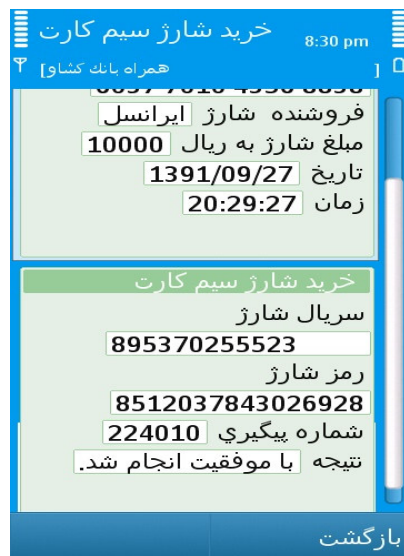 خرید شارژ سیم کارت
8:30 pm
[همراه بانك كشاو ]
فروشنده شارژ ایرانسل
مبلغ شارژ به ریال 10000
تاریخ 1391/09/27
زمان 20:29:27
خرید شارژ سیم کارت
سریال شارژ
895370255523
رمز شارژ
8512037843026928
شماره پیگیري 224010
نتیجه با موفقیت انجام شد.
بازگشت